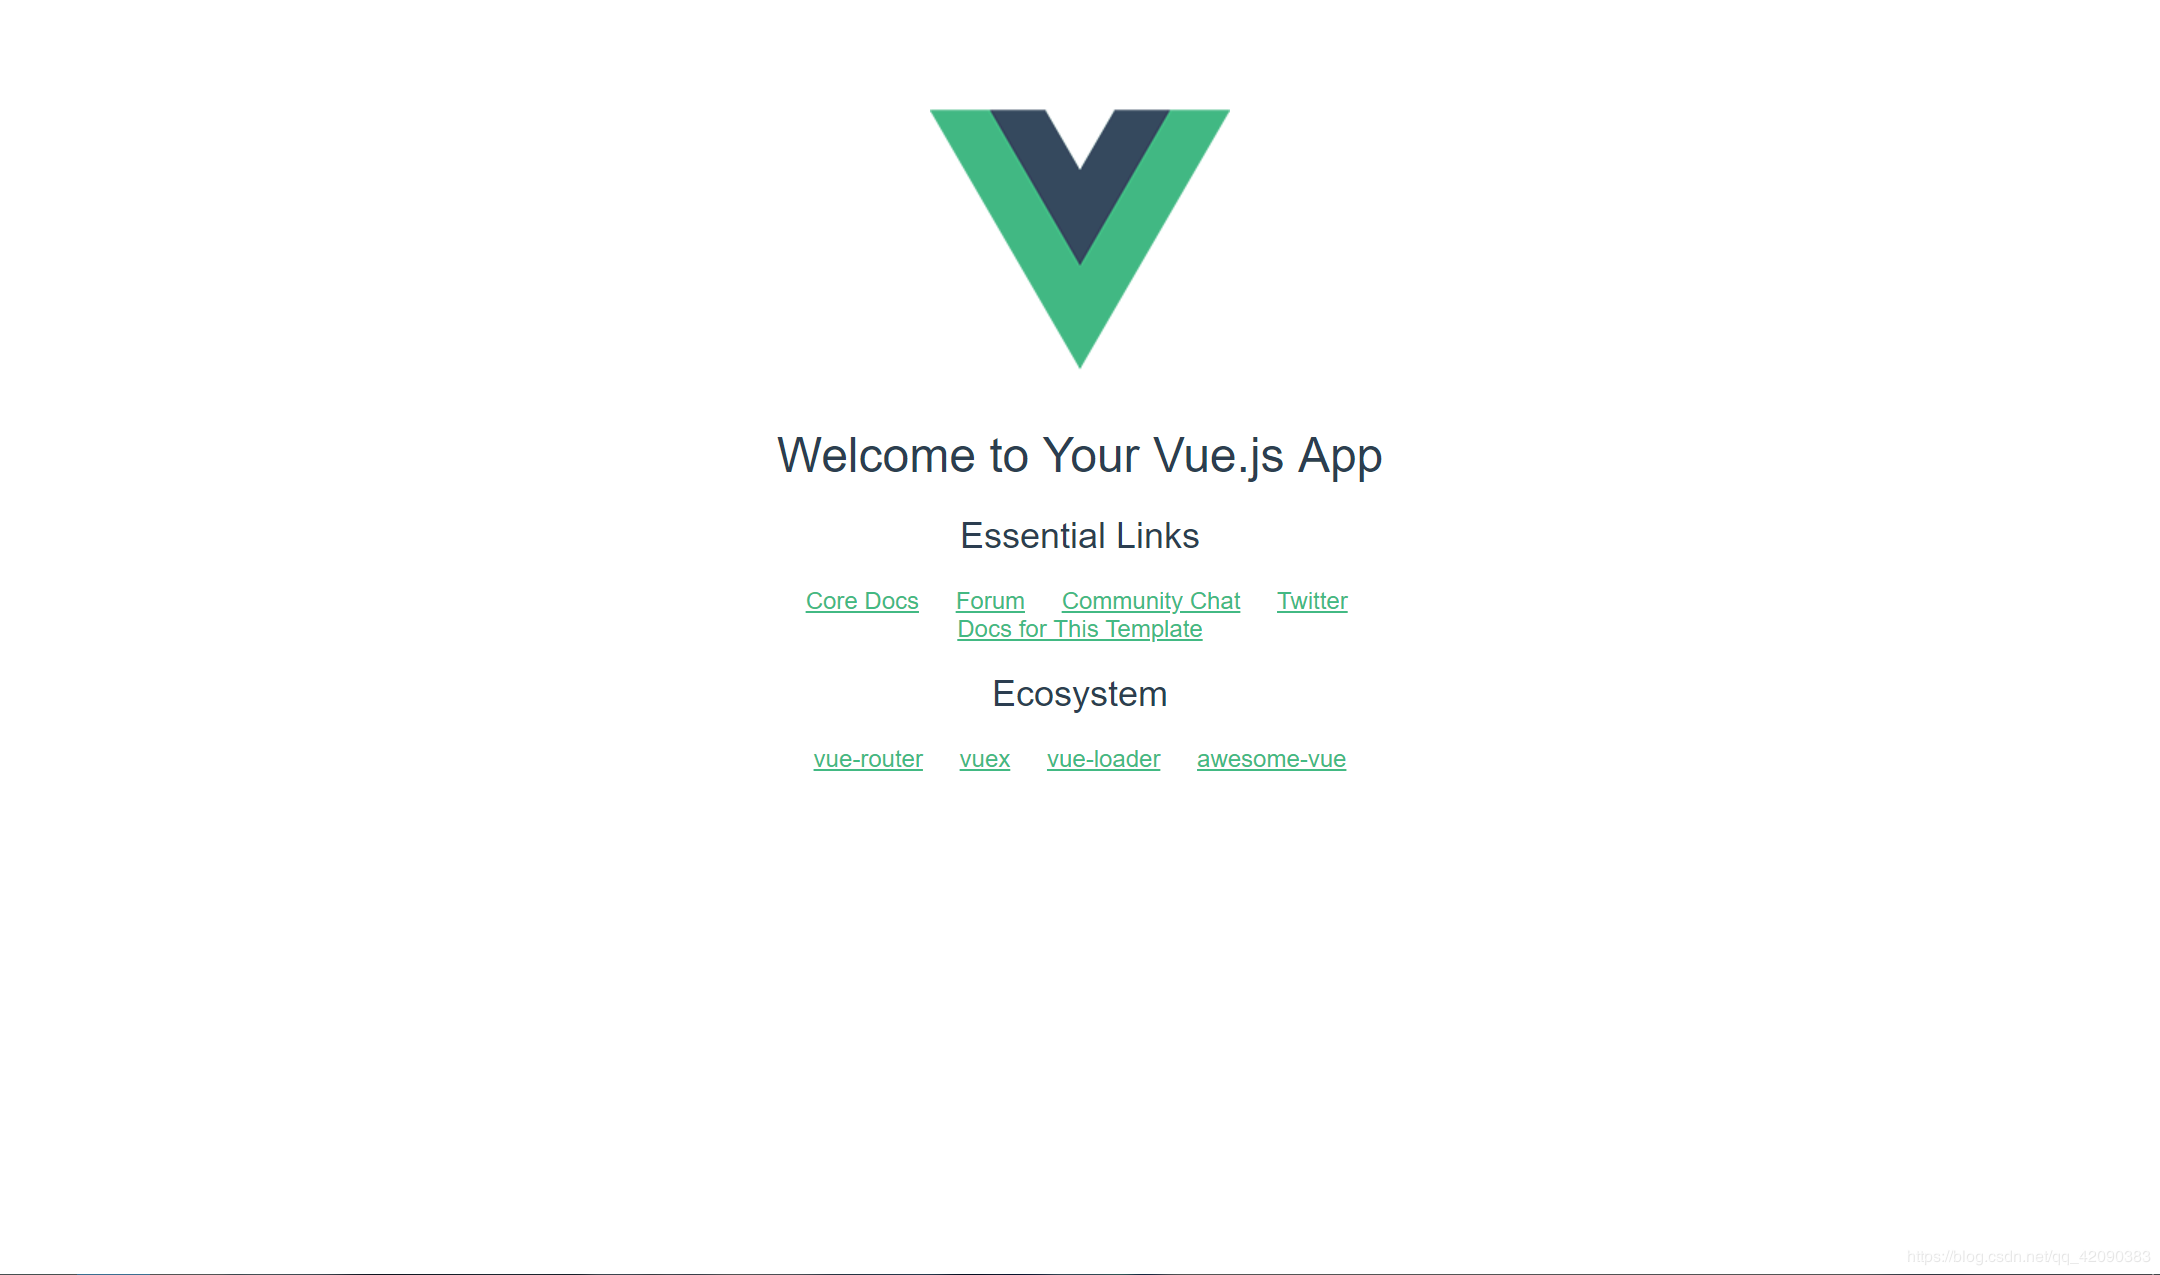 Welcome to Your Vue.js App
Essential Links
Core Docs Forum Community Chat Twitter
Docs for This Template
Ecosystem
vue-router vuex vue-loader awesome-vue
https://blog.csdn.net/qq_42090383